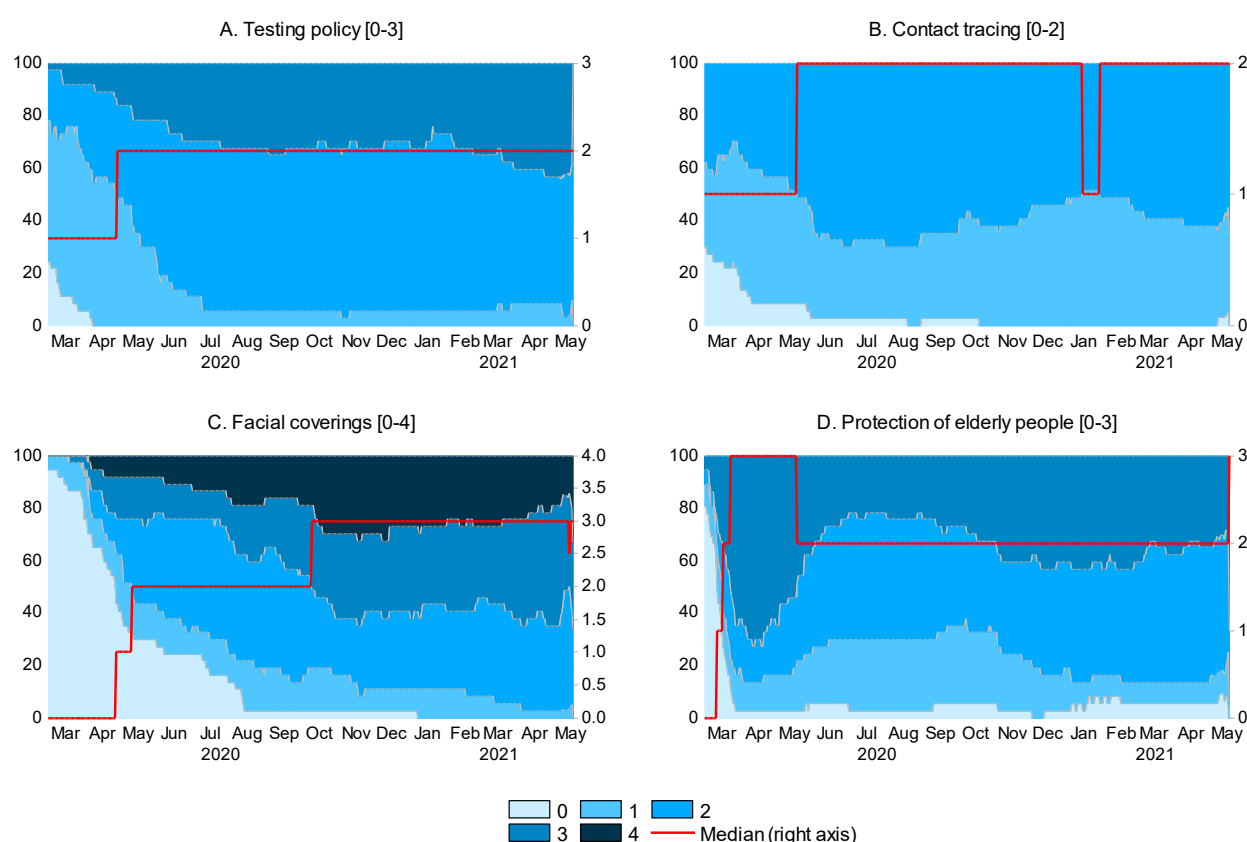 A. Testing policy [0-3]
B. Contact tracing [0-2]
100 3 100 2
80 80
2
60 60
1
40 40
1
20 20
0 0 0 0
Mar Apr May Jun Jul Aug Sep Oct Nov Dec Jan Feb Mar Apr May
2020 2021
Mar Apr May Jun Jul Aug Sep Oct Nov Dec Jan Feb Mar Apr May
2020 2021
C. Facial coverings [0-4]
D. Protection of elderly people [0-3]
100 4.0 100 3
3.5
80 3.0 80
2
60 2.5 60
2.0
40 1.5 40
1
20 1.0 20
0.5
0 0.0 0 0
Mar Apr May Jun Jul Aug Sep Oct Nov Dec Jan Feb Mar Apr May
2020 2021
Mar Apr May Jun Jul Aug Sep Oct Nov Dec Jan Feb Mar Apr May
2020 2021
0 1 2
3 4 Median (right axis)